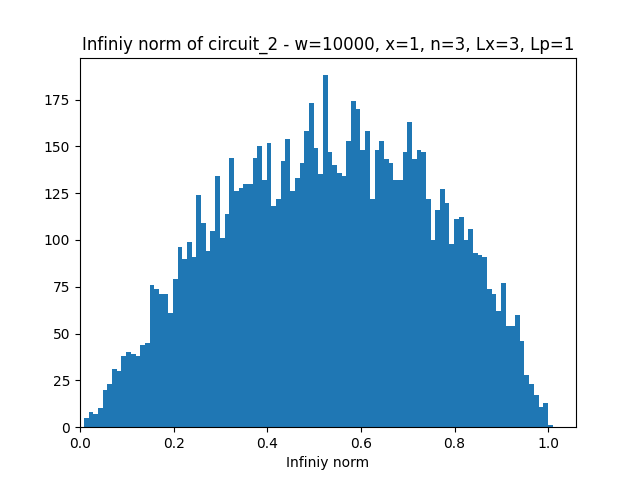 Infiniy norm of circuit_2 - w=10000, x=1, n=3, Lx=3, Lp=1
175
150
125
100
75
50
25
0
0.0 0.2 0.4 0.6 0.8 1.0
Infiniy norm